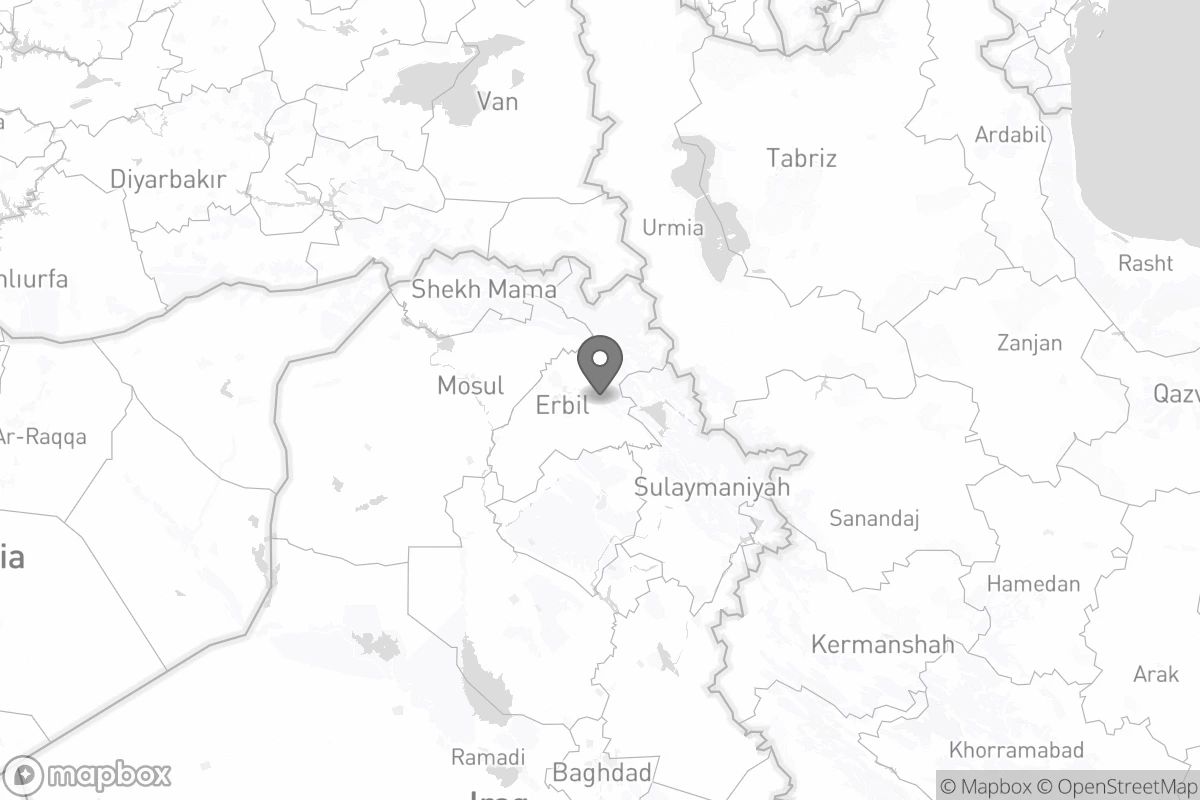 Van
Ardabil
Tabriz
Diyarbakır
Urmia
Rasht
nlıurfa
Shekh Mama
Zanjan
Mosul
Qazv
Erbil
Ar-Raqqa
Sulaymaniyah
Sanandaj
ia
Hamedan
Kermanshah
Arak
Khorramabad
Ramadi
Baghdad
mapbox
© Mapbox © OpenStreetMap
Iraq